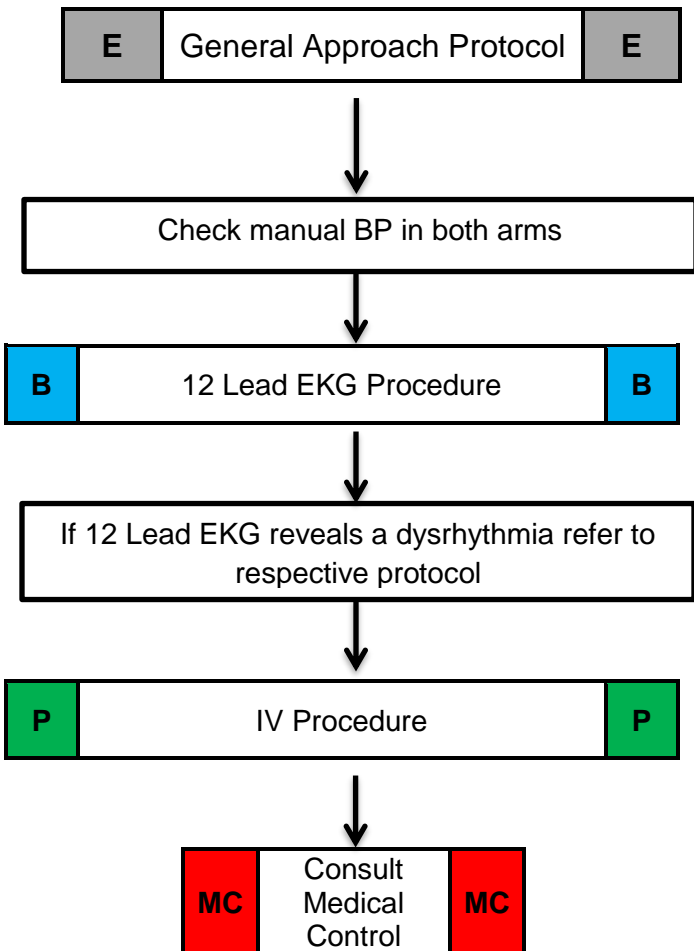 E General Approach Protocol E
Check manual BP in both arms
B 12 Lead EKG Procedure B
If 12 Lead EKG reveals a dysrhythmia refer to
respective protocol
P IV Procedure P
Consult
MC Medical MC
Control